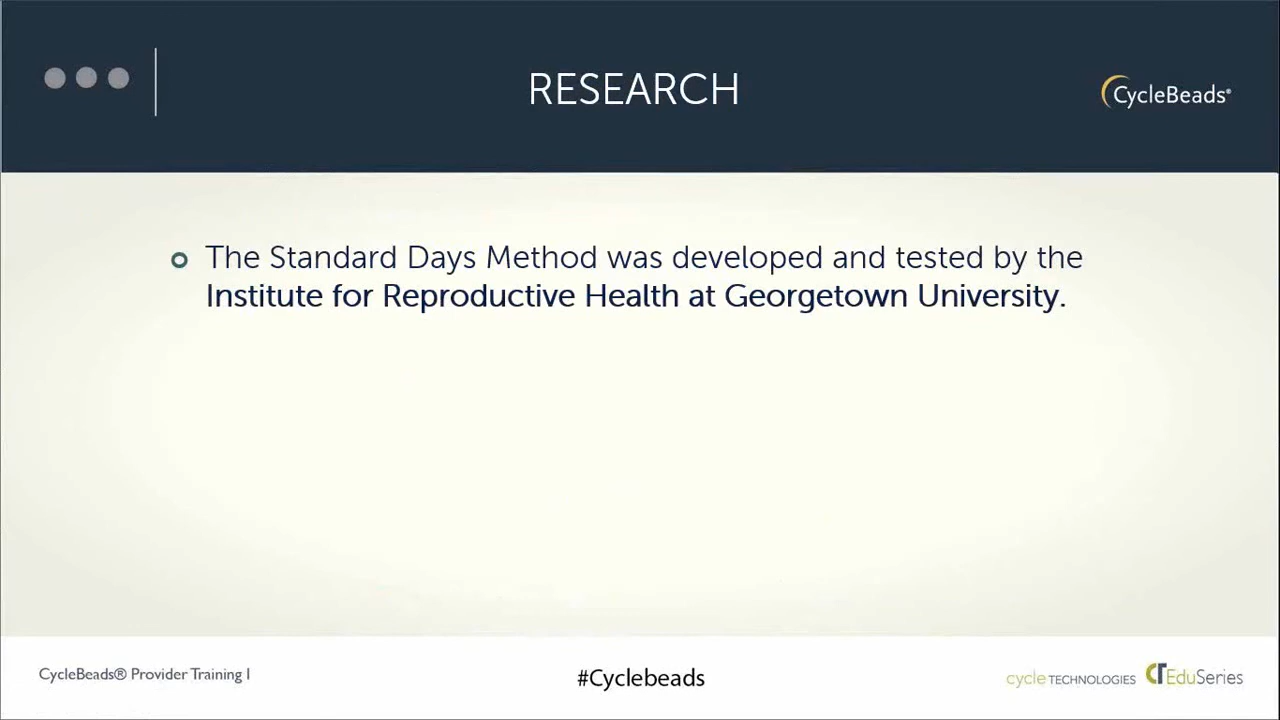 RESEARCH
CycleBeads®
The Standard Days Method was developed and tested by the
Institute for Reproductive Health at Georgetown University.
CycleBeads® Provider Training I
#Cyclebeads
cycle TECHNOLOGIES
CT EduSeries